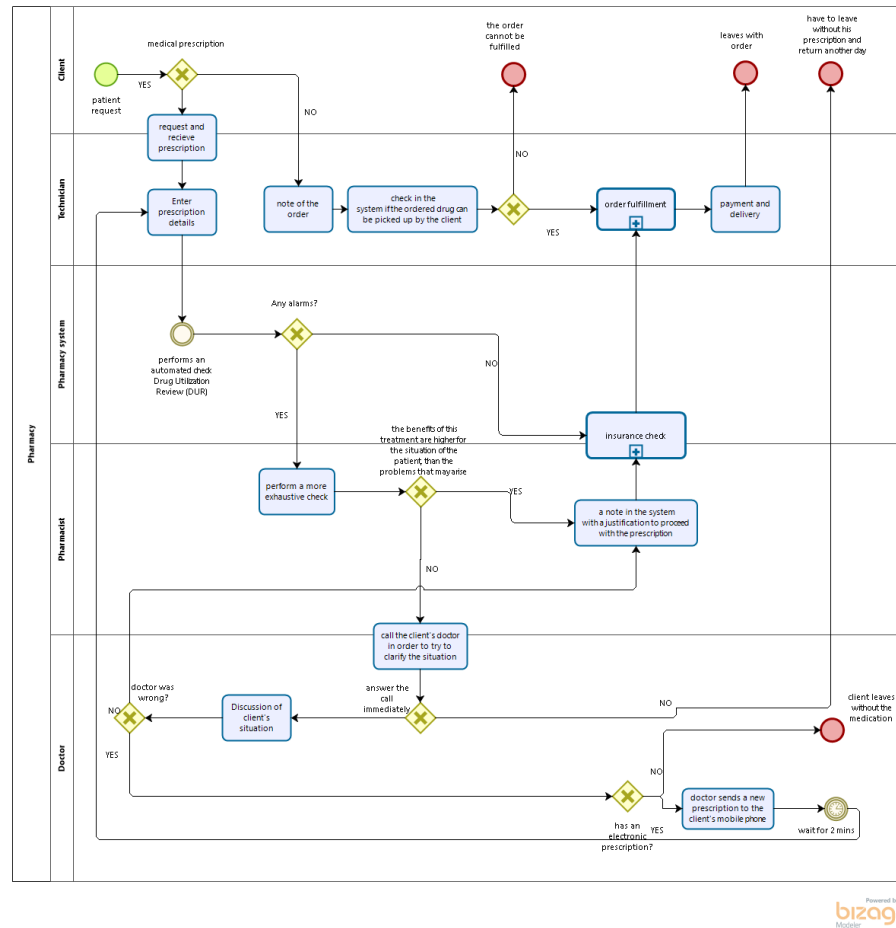 Pharmacy
Client
Technician
Pharmacy system
Pharmacist
Doctor
patient
request
YES
medical prescription
NO
request and
recieve
prescription
the order
cannot be
fulfilled
leaves with
order
have to leave
without his
prescription and
return another day
Enter
prescription
details
note of the
order
check in the
system if the ordered drug can
be picked up by the client
NO
YES
order fulfillment
payment and
delivery
performs an
automated check
Drug Utilization
Review (DUR)
Any alarms?
NO
YES
insurance check
perform a more
exhaustive check
the benefits of this
treatment are higher for
the situation of the
patient, than the
problems that may arise
YES
NO
a note in the system
with a justification to proceed
with the prescription
call the client's doctor
in order to try to
clarify the situation
answer the
call
immediately
NO
Discussion of
client's
situation
doctor was
wrong?
NO
YES
has an
electronic
prescription?
NO
YES
client leaves
without the
medication
doctor sends a new
prescription to the
client's mobile phone
wait for 2 mins
Powered by
bizag
Modeler